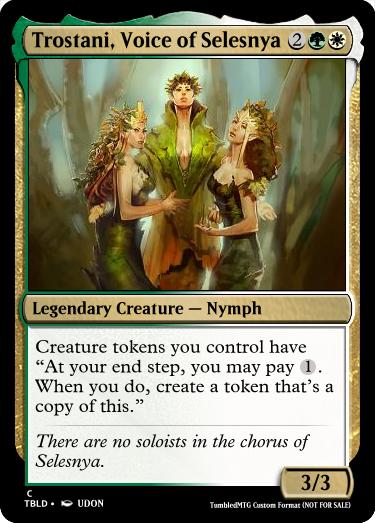 Trostani, Voice of Selesnya 2
Legendary Creature — Nymph
Creature tokens you control have
“At your end step, you may pay 1.
When you do, create a token that's a
copy of this.”
There are no soloists in the chorus of
Selesnya.
3/3
C
TBLD • UDON
TumbledMTG Custom Format (NOT FOR SALE)